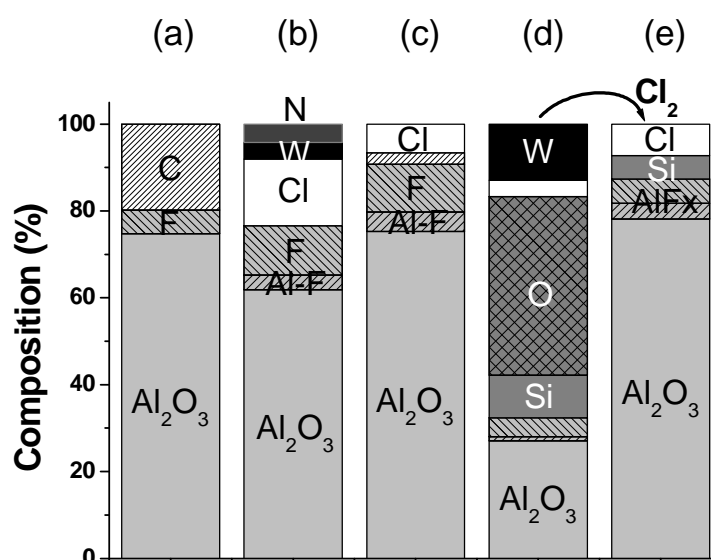 (a) (b) (c) (d) (e)
Cl₂
N
100
80
60
40
20
0
Composition (%)
C
F
Al₂O₃
W
Cl
F
Al-F
Al₂O₃
Cl
F
Al-F
Al₂O₃
W
O
Si
Al₂O₃
Cl
Si
AlFx
Al₂O₃